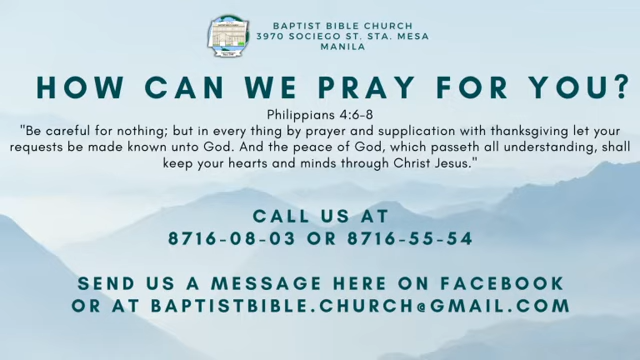 BAPTIST BIBLE CHURCH
3970 SOCIEGO ST. STA. MESA
MANILA
HOW CAN WE PRAY FOR YOU?
Philippians 4:6-8
"Be careful for nothing; but in every thing by prayer and supplication with thanksgiving let your
requests be made known unto God. And the peace of God, which passeth all understanding, shall
keep your hearts and minds through Christ Jesus."
CALL US AT
8716-08-03 OR 8716-55-54
SEND US A MESSAGE HERE ON FACEBOOK
OR AT BAPTISTBIBLE.CHURCH@GMAIL.COM